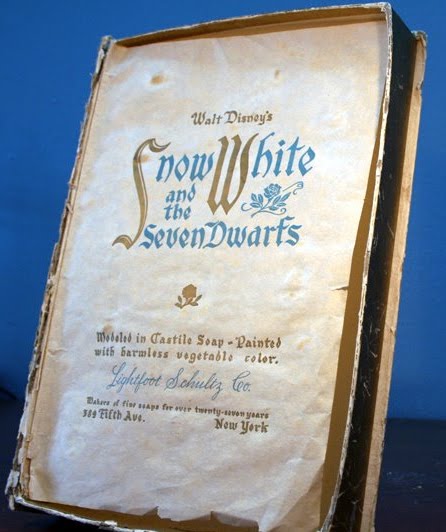 Walt Disney's
Snow White
and
the
Seven Dwarfs
Modeled in Castile Soap - Painted
with harmless vegetable color.
Lightfoot Schultz Co.
Makers of fine soaps for over twenty-seven years
389 Fifth Ave.
New York